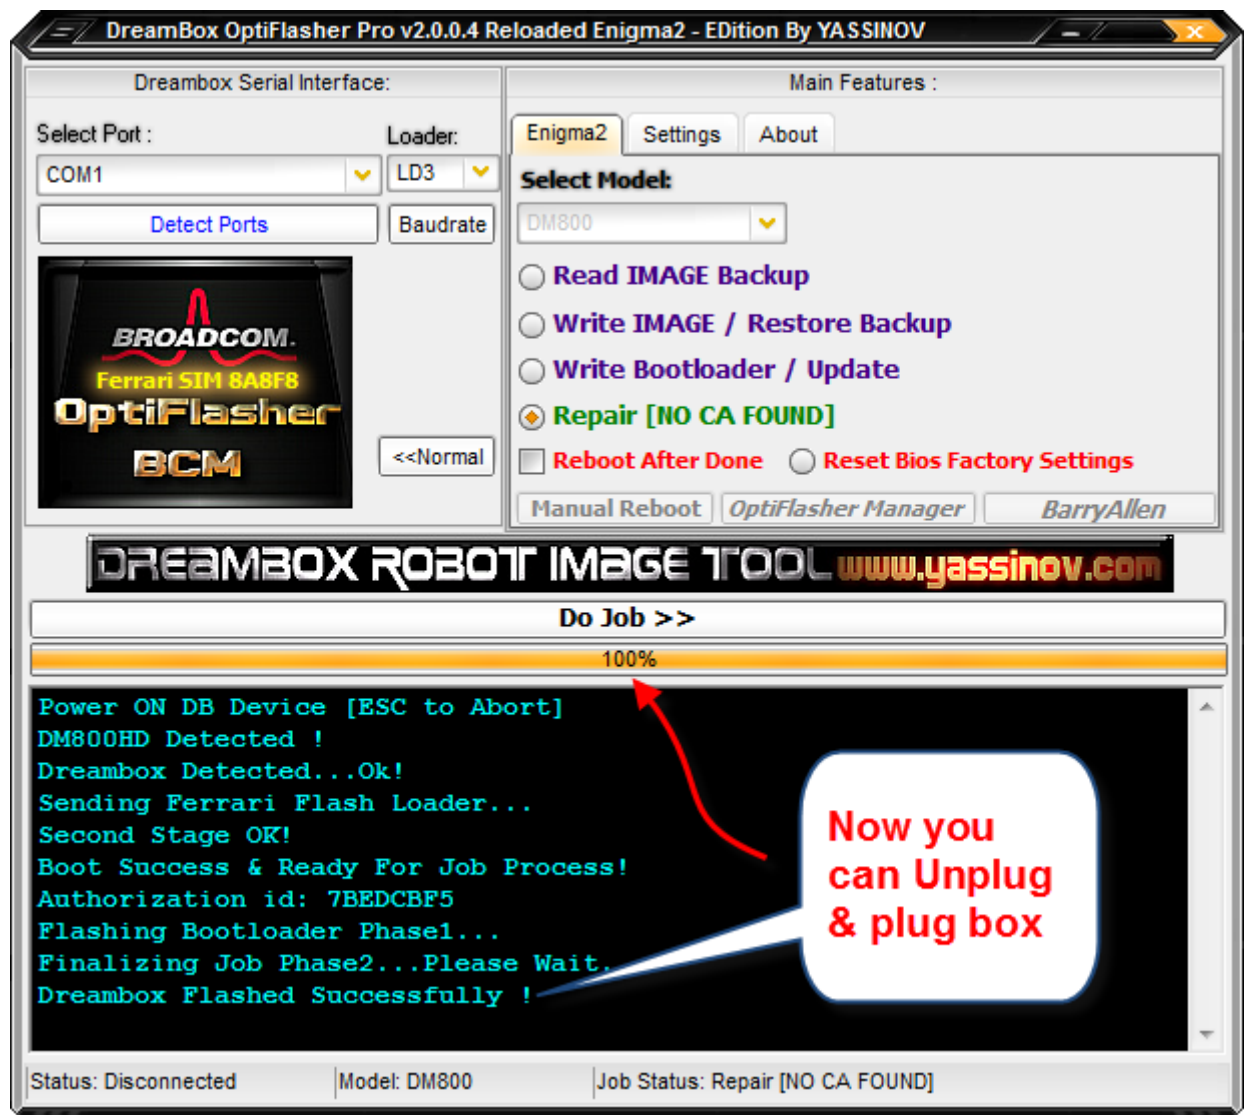 DreamBox OptiFlasher Pro v2.0.0.4 Reloaded Enigma2 - EDition By YASSINOV
Dreambox Serial Interface:
Select Port :
Loader:
COM1
LD3
Detect Ports
Baudrate
BROADCOM.
Ferrari SIM 8A8F8
OptiFlasher
BCM
<<Normal
Main Features :
Enigma2
Settings
About
Select Model:
DM800
Read IMAGE Backup
Write IMAGE / Restore Backup
Write Bootloader / Update
Repair [NO CA FOUND]
Reboot After Done
Reset Bios Factory Settings
Manual Reboot
OptiFlasher Manager
BarryAllen
DREAMBOX ROBOT IMAGE TOOL www.yassinov.com
Do Job >>
100%
Power ON DB Device [ESC to Abort]
DM800HD Detected !
Dreambox Detected...Ok!
Sending Ferrari Flash Loader...
Second Stage OK!
Boot Success & Ready For Job Process!
Authorization id: 7BEDCBF5
Flashing Bootloader Phase1...
Finalizing Job Phase2...Please Wait.
Dreambox Flashed Successfully !
Now you
can Unplug
& plug box
Status: Disconnected
Model: DM800
Job Status: Repair [NO CA FOUND]